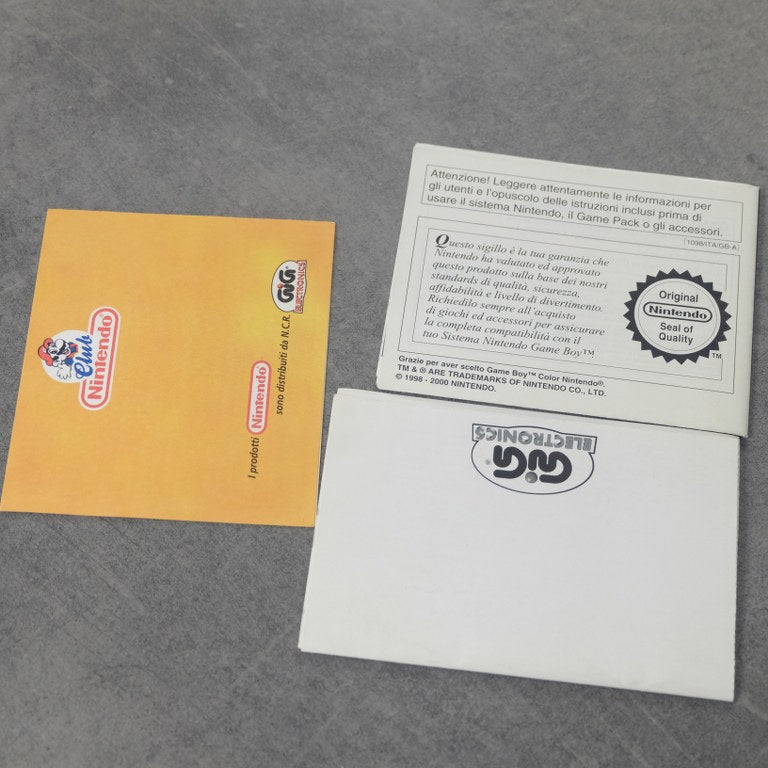 Club
Nintendo®
I prodotti Nintendo®
sono distribuiti da N.C.R. GiG®
ELECTRONICS
Attenzione! Leggere attentamente le informazioni per
gli utenti e l'opuscolo delle istruzioni inclusi prima di
usare il sistema Nintendo, il Game Pack o gli accessori.
[1098/ITA/GB-A]
Questo sigillo è la tua garanzia che
Nintendo ha valutato ed approvato
questo prodotto sulla base dei nostri
standards di qualità, sicurezza,
affidabilità e livello di divertimento.
Richiedilo sempre all'acquisto
di giochi ed accessori per assicurare
la completa compatibilità con il
tuo Sistema Nintendo Game Boy™
Original
Nintendo
Seal of
Quality
TM
Grazie per aver scelto Game Boy™ Color Nintendo®.
TM & ® ARE TRADEMARKS OF NINTENDO CO., LTD.
© 1998 - 2000 NINTENDO.
GiG®
ELECTRONICS